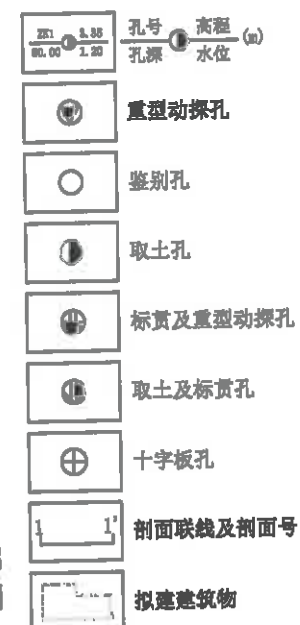 ZK1 3.35 孔号 高程 (m)
80.00 1.20 孔深 水位
重型动探孔
鉴别孔
取土孔
标贯及重型动探孔
取土及标贯孔
十字板孔
1 1' 剖面联线及剖面号
拟建建筑物